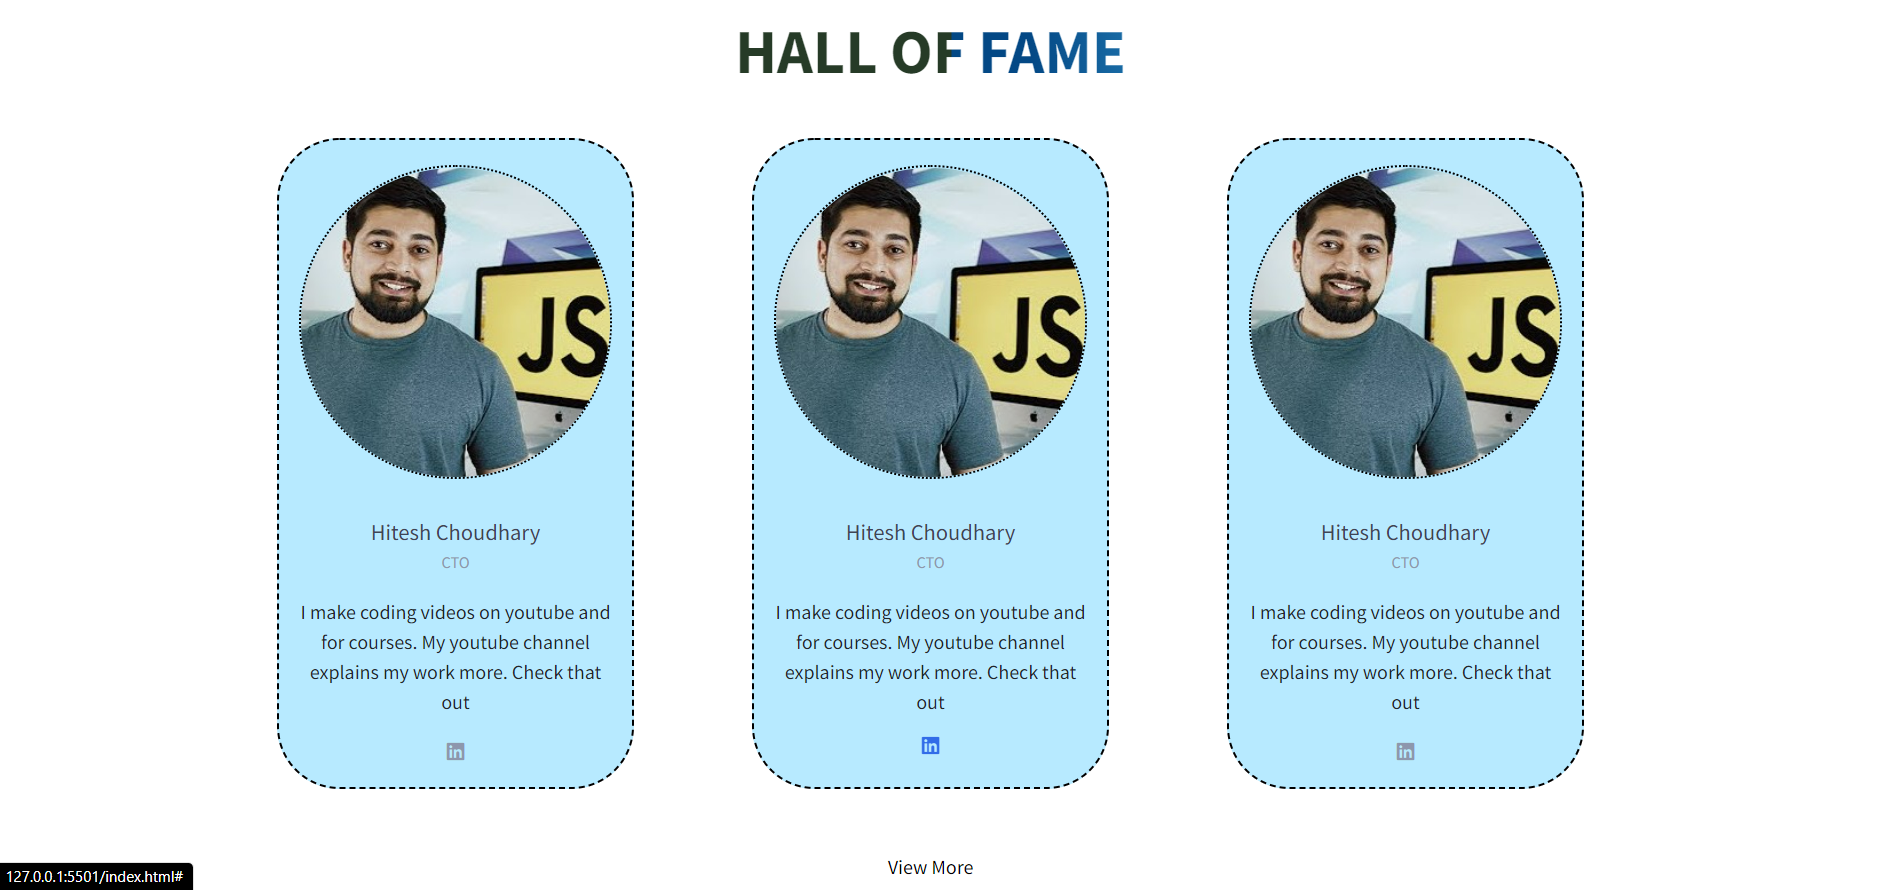 HALL OF FAME
JS
Hitesh Choudhary
CTO
I make coding videos on youtube and
for courses. My youtube channel
explains my work more. Check that
out
in
JS
Hitesh Choudhary
CTO
I make coding videos on youtube and
for courses. My youtube channel
explains my work more. Check that
out
in
JS
Hitesh Choudhary
CTO
I make coding videos on youtube and
for courses. My youtube channel
explains my work more. Check that
out
in
View More
127.0.0.1:5501/index.html#